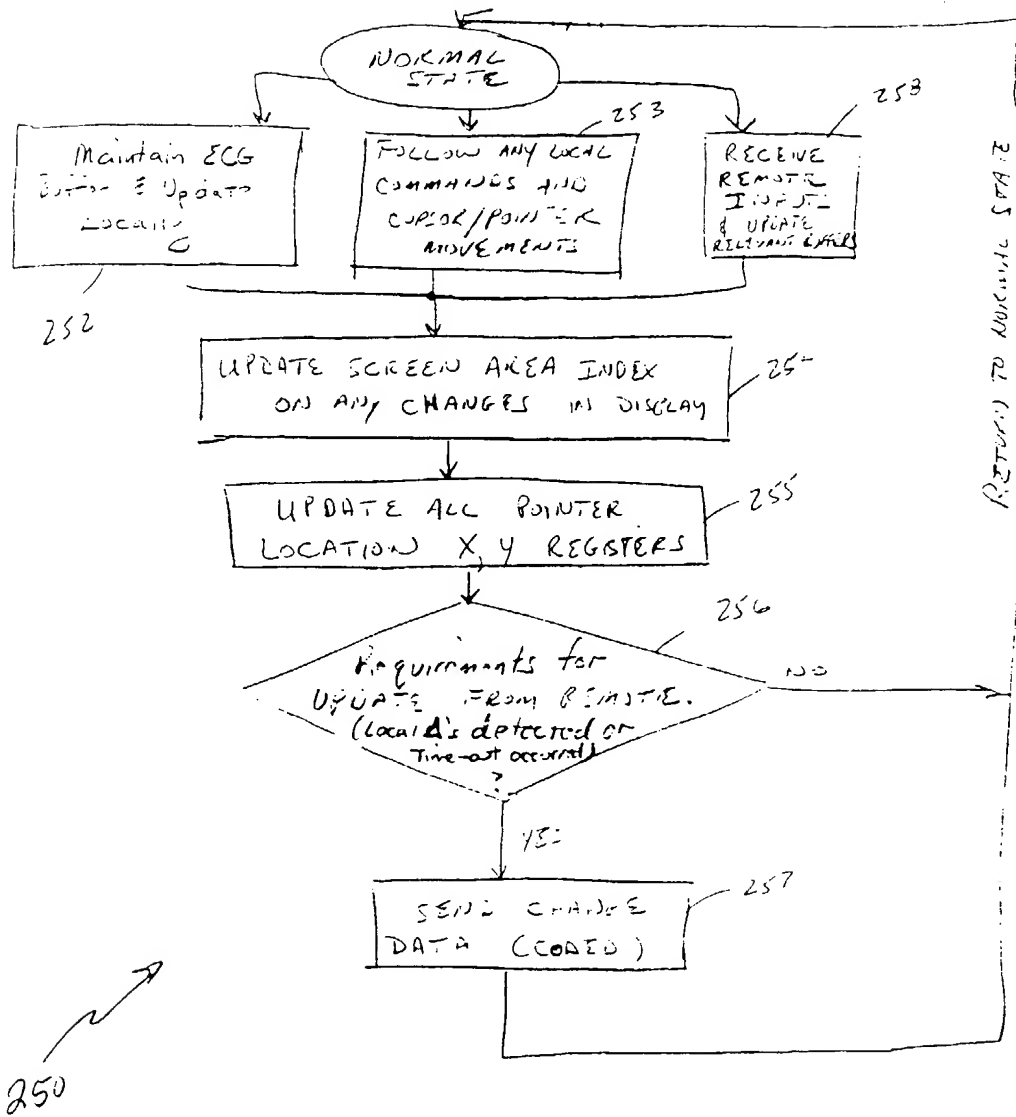 NORMAL
STATE
Maintain ECG
& Update
252
253
FOLLOW ANY LOCAL
COMMANDS AND
CURSOR/POINTER
MOVEMENTS
258
RECEIVE
REMOTE
INPUTS
& UPDATE
RELEVANT
UPDATE SCREEN AREA INDEX
ON ANY CHANGES IN DISPLAY
UPDATE ALL POINTER
LOCATION X, Y REGISTERS
255
256
Requirments for
UPDATE FROM REMOTE.
(Local Δ's detected or
Time-out occurred)
?
NO
YES
SEND CHANGE
DATA (CODED)
257
RETURN TO NORMAL STATE
250